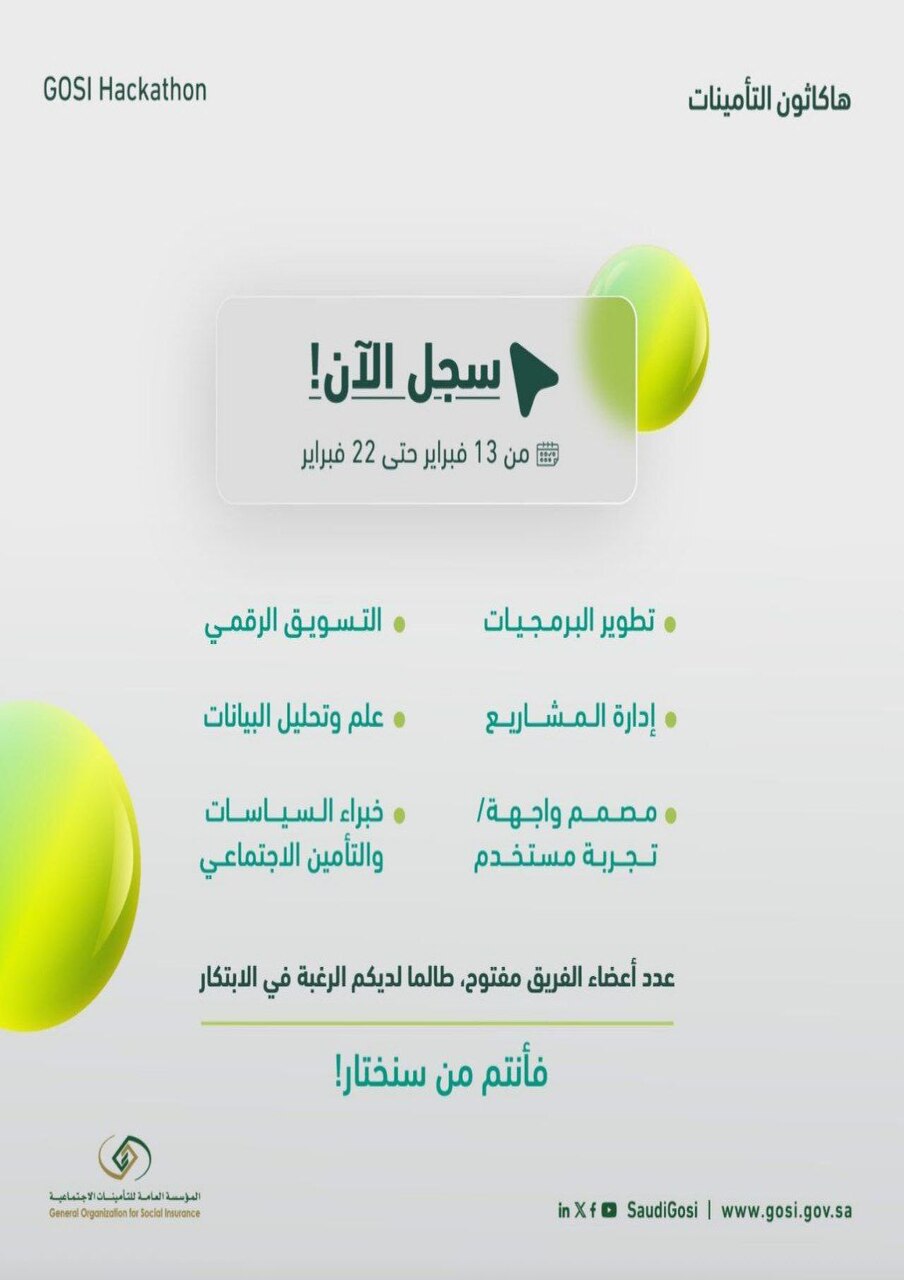 هاكاثون التأمينات
GOSI Hackathon
سجل الآن!
من 13 فبراير حتى 22 فبراير
تطوير البرمجيات
التسويق الرقمي
إدارة المشاريع
علم وتحليل البيانات
مصمم واجهة/
تجربة مستخدم
خبراء السياسات
والتأمين الاجتماعي
عدد أعضاء الفريق مفتوح، طالما لديكم الرغبة في الابتكار
فأنتم من سنختار!
المؤسسة العامة للتأمينات الاجتماعية
General Organization for Social Insurance
SaudiGosi | www.gosi.gov.sa